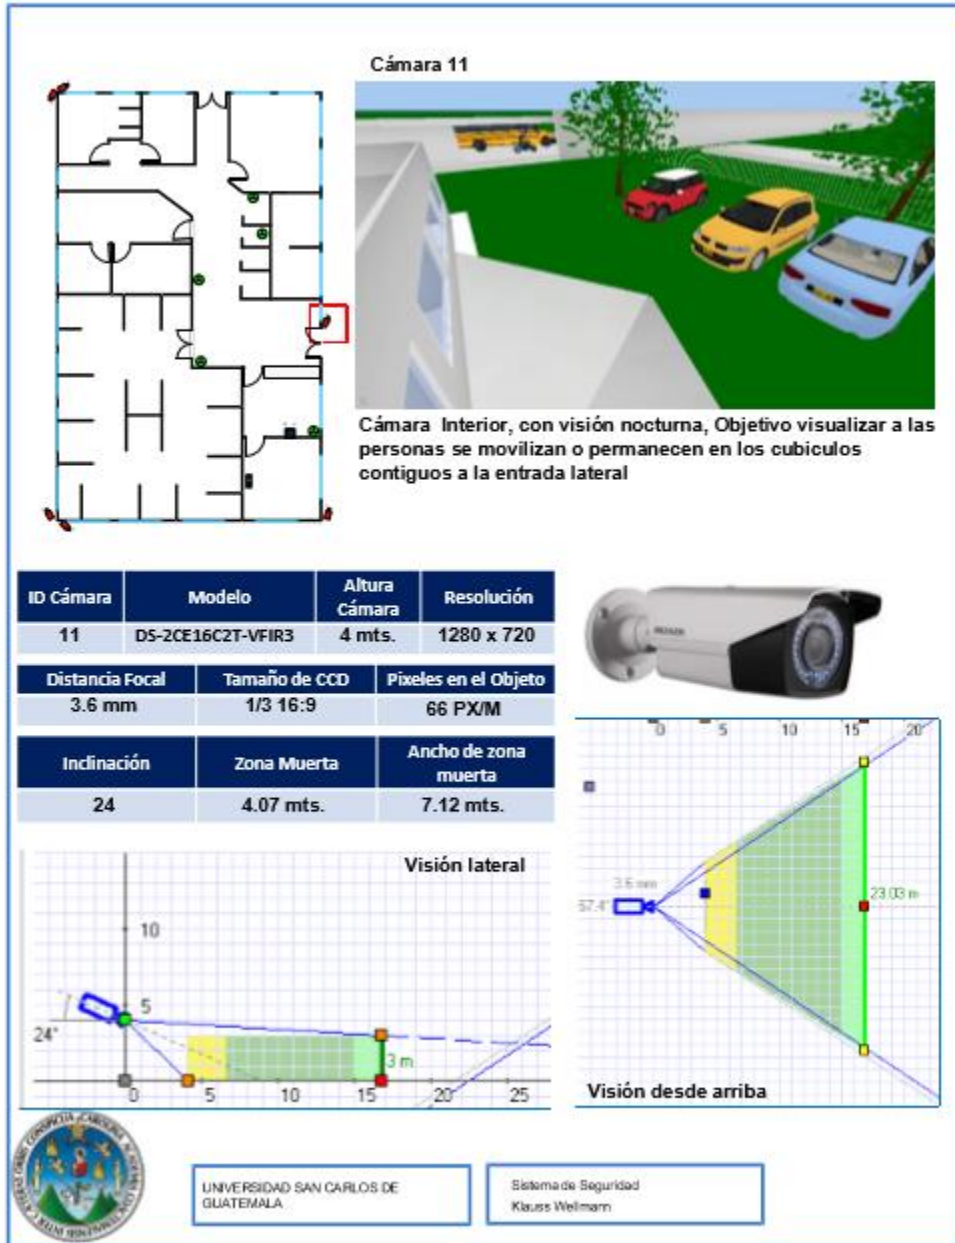 Cámara 11
Cámara Interior, con visión nocturna, Objetivo visualizar a las
personas se movilizan o permanecen en los cubiculos
contiguos a la entrada lateral
ID Cámara Modelo Altura Cámara Resolución
11 DS-2CE16C2T-VFIR3 4 mts. 1280 x 720
Distancia Focal Tamaño de CCD Pixeles en el Objeto
3.6 mm 1/3 16:9 66 PX/M
Inclinación Zona Muerta Ancho de zona muerta
24 4.07 mts. 7.12 mts.
0 5 10 15 20
3.6 mm
67.4°
23.03 m
Visión desde arriba
Visión lateral
10
5
24°
3 m
0 5 10 15 20 25
UNIVERSIDAD SAN CARLOS DE
GUATEMALA
Sistema de Seguridad
Klauss Wellmann